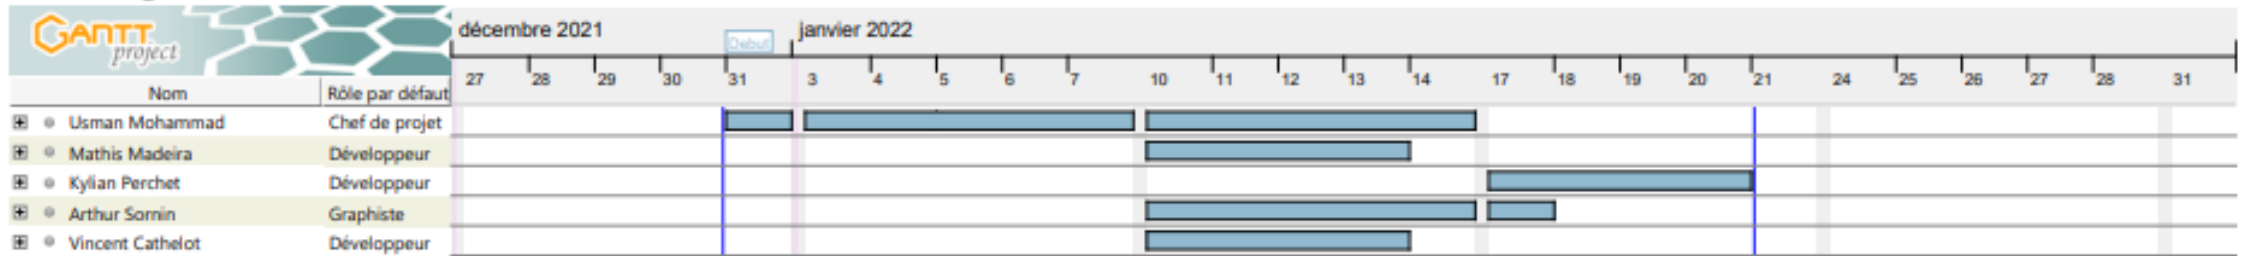 GANTT
project
décembre 2021
Debut
janvier 2022
27 28 29 30 31 3 4 5 6 7 10 11 12 13 14 17 18 19 20 21 24 25 26 27 28 31
Nom Rôle par défaut
Usman Mohammad Chef de projet
Mathis Madeira Développeur
Kylian Perchet Développeur
Arthur Sornin Graphiste
Vincent Cathelot Développeur